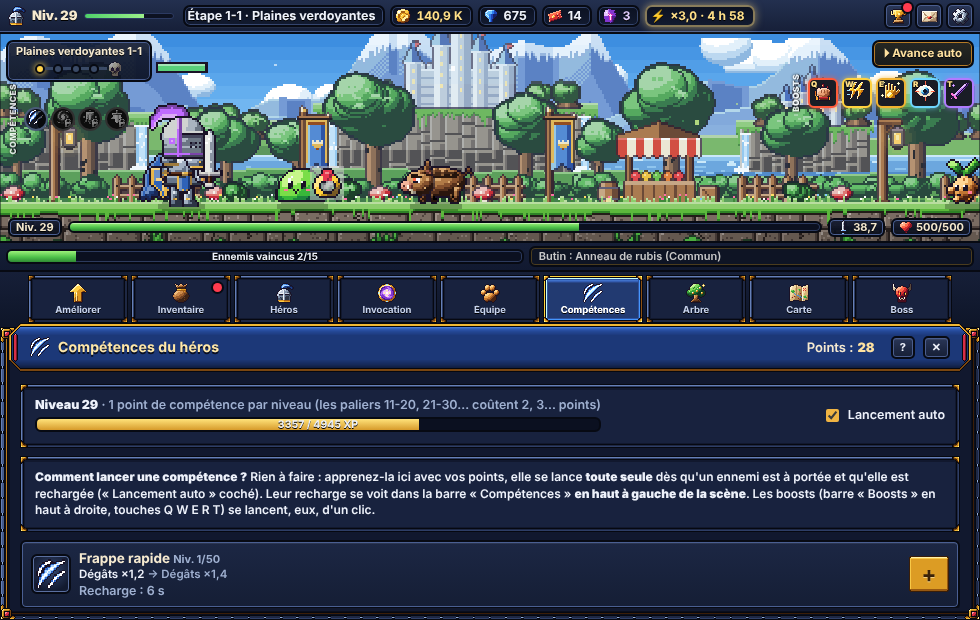 Niv. 29
Étape 1-1 · Plaines verdoyantes
140,9 K
675
14
3
×3,0 · 4 h 58
Plaines verdoyantes 1-1
Avance auto
COMPÉTENCES
BOOSTS
Q
W
E
R
T
Niv. 29
38,7
500/500
Ennemis vaincus 2/15
Butin : Anneau de rubis (Commun)
Améliorer
Inventaire
Héros
Invocation
Equipe
Compétences
Arbre
Carte
Boss
Compétences du héros
Points : 28
?
×
Niveau 29 · 1 point de compétence par niveau (les paliers 11-20, 21-30... coûtent 2, 3... points)
3357 / 4945 XP
Lancement auto
Comment lancer une compétence ? Rien à faire : apprenez-la ici avec vos points, elle se lance toute seule dès qu'un ennemi est à portée et qu'elle est
rechargée (« Lancement auto » coché). Leur recharge se voit dans la barre « Compétences » en haut à gauche de la scène. Les boosts (barre « Boosts » en
haut à droite, touches Q W E R T) se lancent, eux, d'un clic.
Frappe rapide Niv. 1/50
Dégâts ×1,2 → Dégâts ×1,4
Recharge : 6 s
+